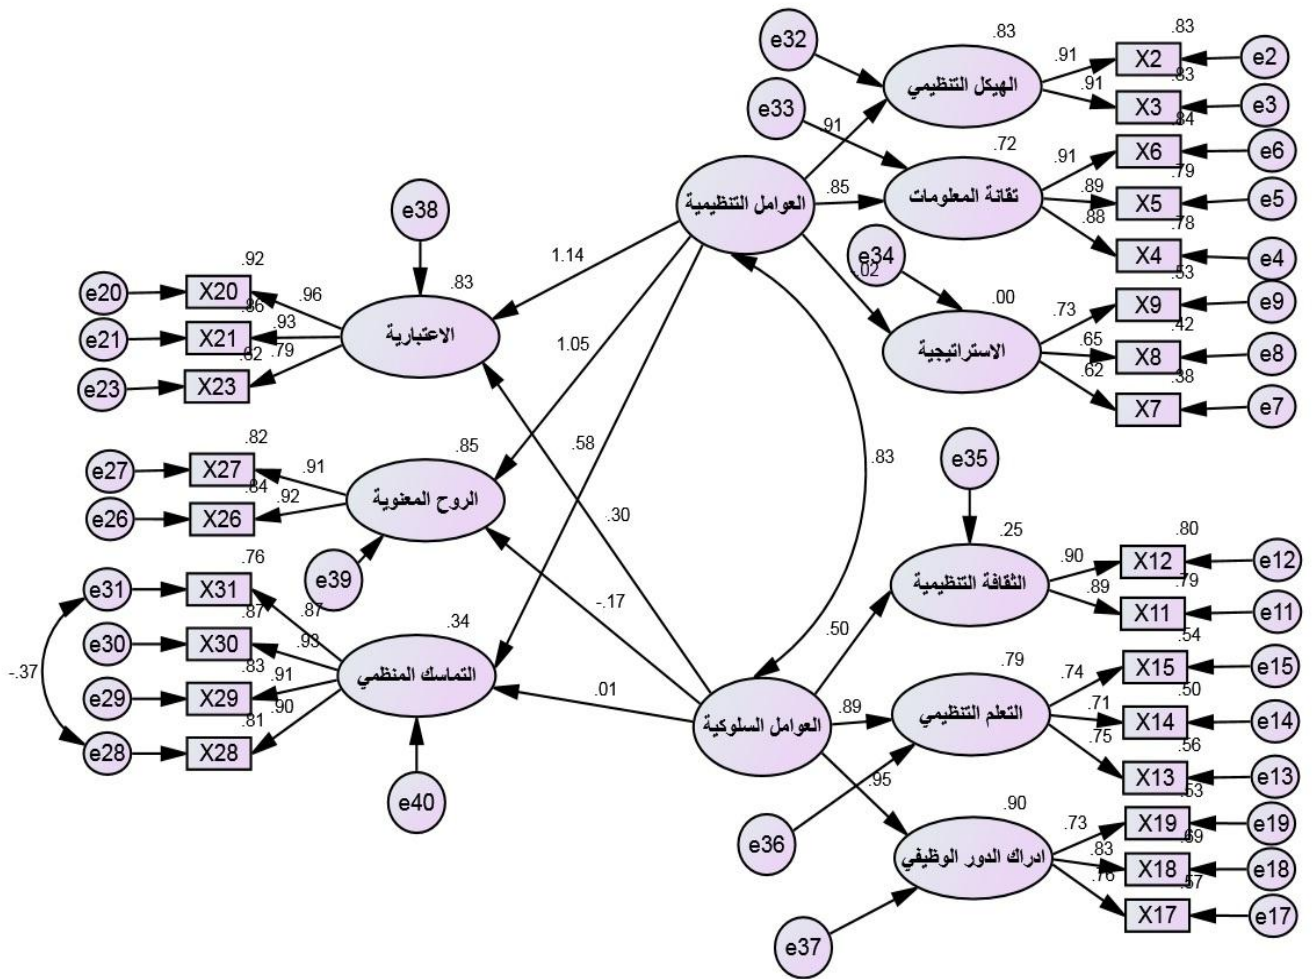 e32
.83
الهيكل التنظيمي
.91
.91
.83
X2
e2
.83
X3
e3
e33
.91
.72
تقانة المعلومات
.85
.91
.89
.88
.84
X6
e6
.79
X5
e5
.78
X4
e4
العوامل التنظيمية
e34
.02
.00
الاستراتيجية
.73
.65
.62
.53
X9
e9
.42
X8
e8
.38
X7
e7
e38
1.14
.83
الاعتبارية
.92
e20
X20
.96
.86
e21
X21
.93
.62
e23
X23
.79
1.05
.58
.83
.30
-.17
.01
.85
الروح المعنوية
e39
.82
e27
X27
.91
.84
e26
X26
.92
.34
التماسك المنظمي
e40
.76
e31
X31
.87
.87
e30
X30
.93
.83
e29
X29
.91
.81
e28
X28
.90
-.37
e35
.25
الثقافة التنظيمية
.50
.90
.89
.80
X12
e12
.79
X11
e11
العوامل السلوكية
.79
التعلم التنظيمي
.89
.74
.71
.75
.54
X15
e15
.50
X14
e14
.56
X13
e13
e36
.95
.90
ادراك الدور الوظيفي
.73
.83
.76
.53
X19
e19
.69
X18
e18
.57
X17
e17
e37